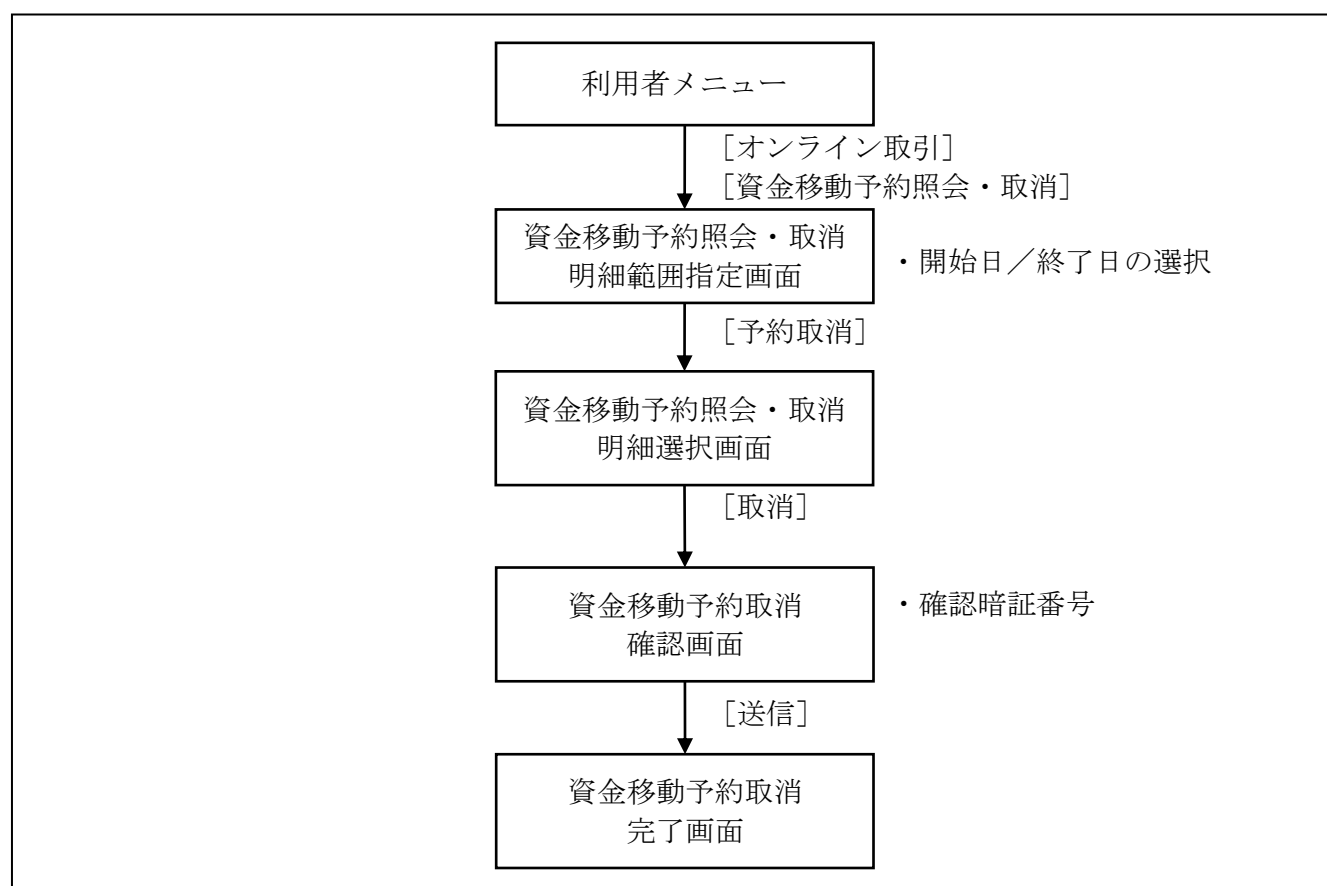 利用者メニュー
［オンライン取引］
［資金移動予約照会・取消］
資金移動予約照会・取消
明細範囲指定画面
・開始日／終了日の選択
［予約取消］
資金移動予約照会・取消
明細選択画面
［取消］
資金移動予約取消
確認画面
・確認暗証番号
［送信］
資金移動予約取消
完了画面